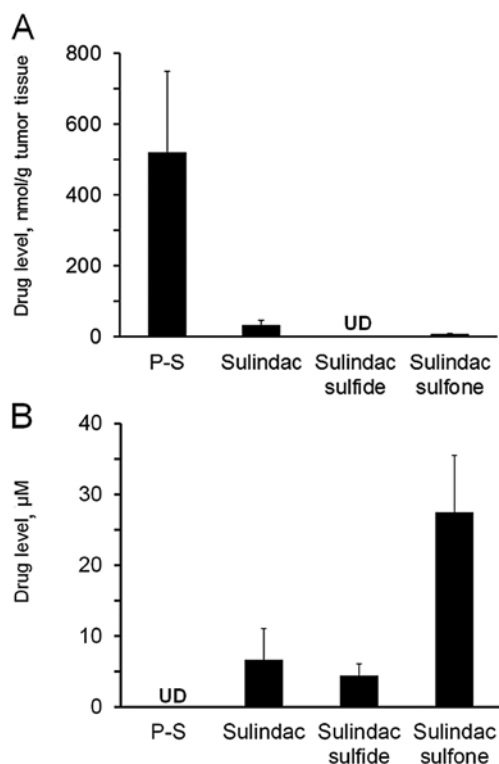 A
Drug level, nmol/g tumor tissue
800
600
400
200
0
UD
P-S
Sulindac
Sulindac
sulfide
Sulindac
sulfone
B
Drug level, µM
40
30
20
10
0
UD
P-S
Sulindac
Sulindac
sulfide
Sulindac
sulfone